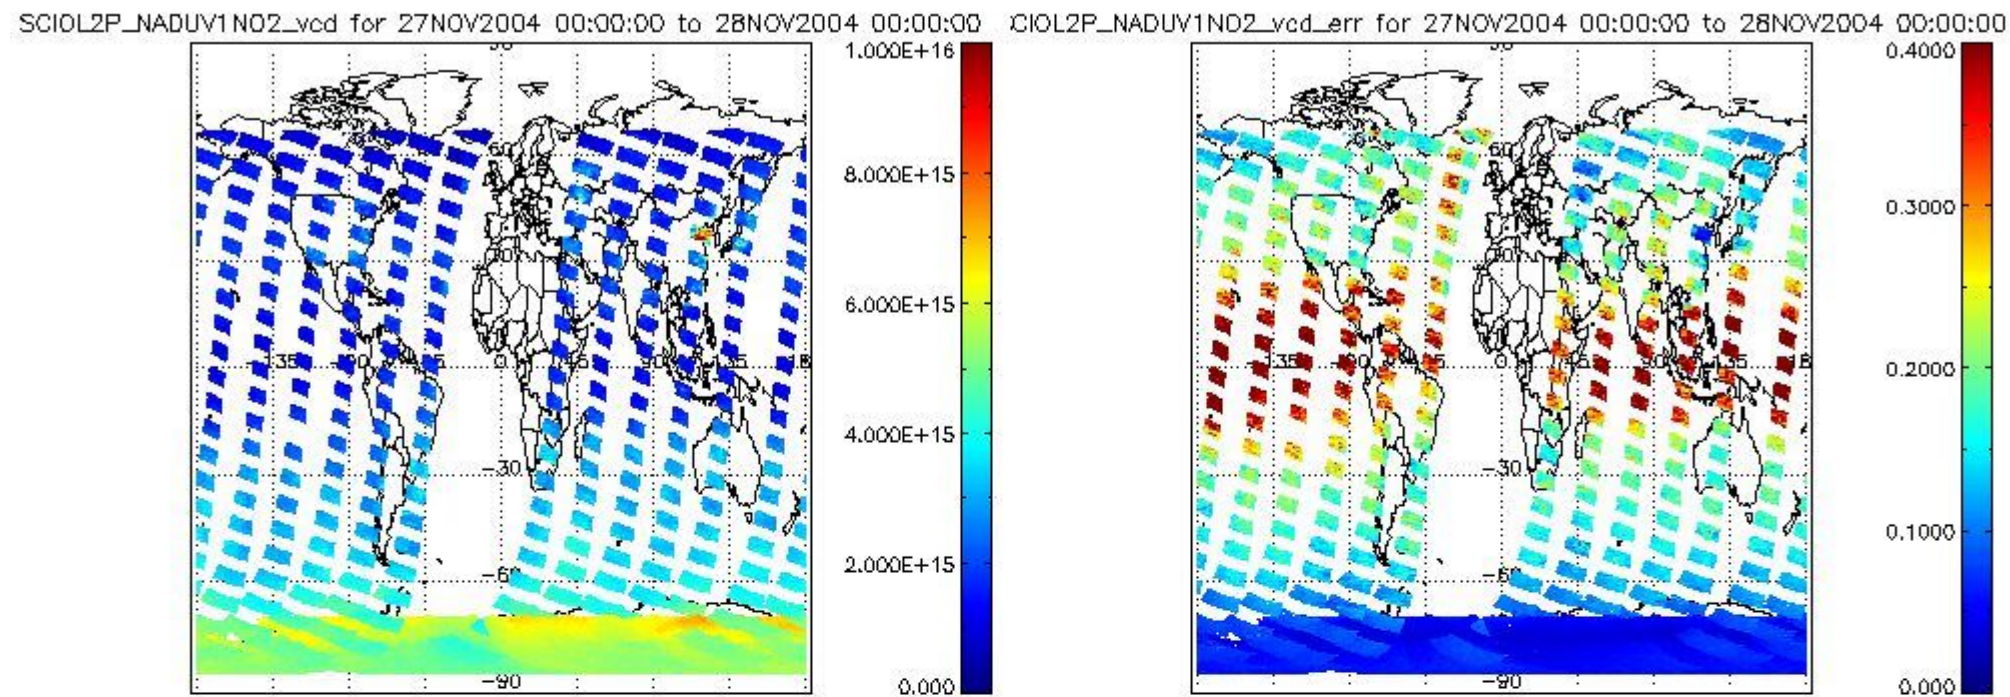 SCIOL2P_NADUV1NO2_vcd for 27NOV2004 00:00:00 to 28NOV2004 00:00:00
1.000E+16
8.000E+15
6.000E+15
4.000E+15
2.000E+15
0.000
-30
-60
-90
0
CIOL2P_NADUV1NO2_vcd_err for 27NOV2004 00:00:00 to 28NOV2004 00:00:00
0.4000
0.3000
0.2000
0.1000
0.000
-30
-90